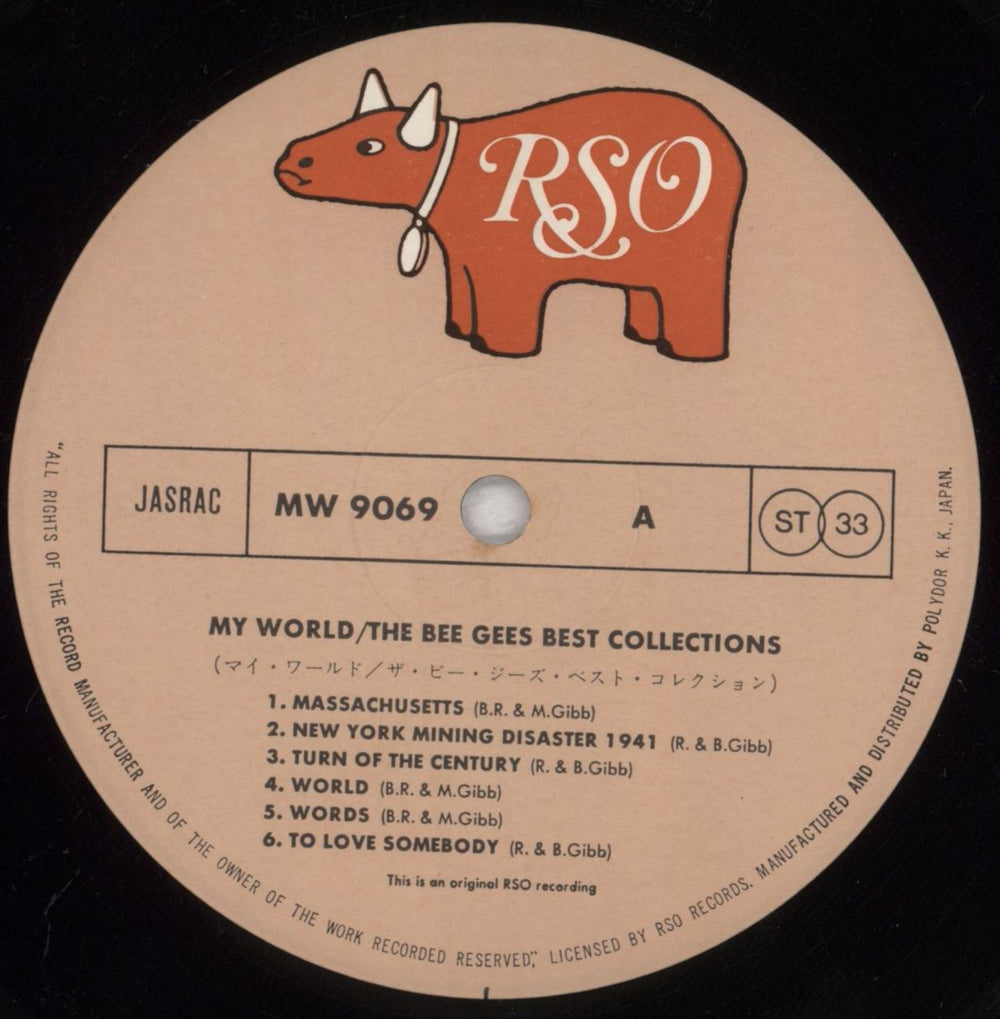 RSO
JASRAC
MW 9069
A
ST 33
MY WORLD/THE BEE GEES BEST COLLECTIONS
(マイ・ワールド/ザ・ビー・ジーズ・ベスト・コレクション)
1. MASSACHUSETTS (B.R. & M.Gibb)
2. NEW YORK MINING DISASTER 1941 (R. & B.Gibb)
3. TURN OF THE CENTURY (R. & B.Gibb)
4. WORLD (B.R. & M.Gibb)
5. WORDS (B.R. & M.Gibb)
6. TO LOVE SOMEBODY (R. & B.Gibb)
This is an original RSO recording
"ALL RIGHTS OF THE RECORD MANUFACTURER AND OF THE OWNER OF THE WORK RECORDED RESERVED," LICENSED BY RSO RECORDS. MANUFACTURED AND DISTRIBUTED BY POLYDOR K.K., JAPAN.